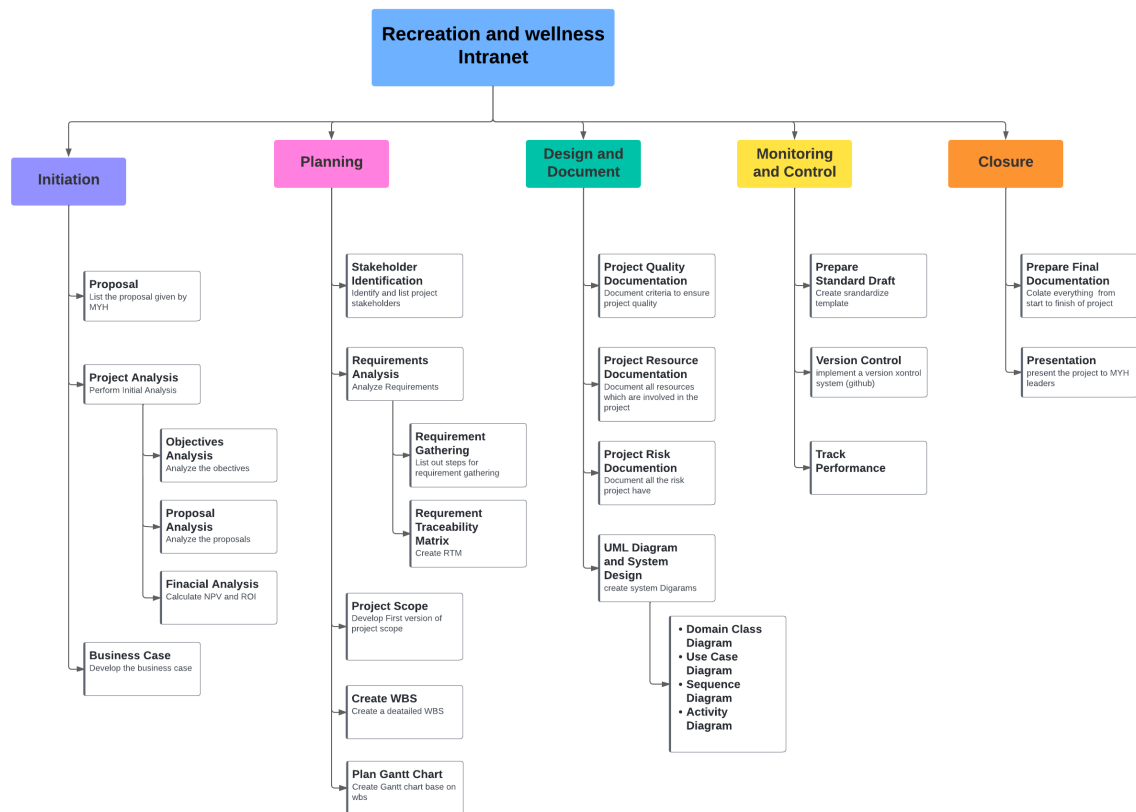 Recreation and wellness
Intranet
Initiation
Planning
Design and
Document
Monitoring
and Control
Closure
Proposal
List the proposal given by
MYH
Project Analysis
Perform Initial Analysis
Objectives
Analysis
Analyze the obectives
Proposal
Analysis
Analyze the proposals
Finacial Analysis
Calculate NPV and ROI
Business Case
Develop the business case
Stakeholder
Identification
Identify and list project
stakeholders
Requirements
Analysis
Analyze Requirements
Requirement
Gathering
List out steps for
requirement gathering
Requrement
Traceability
Matrix
Create RTM
Project Scope
Develop First version of
project scope
Create WBS
Create a deatailed WBS
Plan Gantt Chart
Create Gantt chart base on
wbs
Project Quality
Documentation
Document criteria to ensure
project quality
Project Resource
Documentation
Document all resources
which are involved in the
project
Project Risk
Documention
Document all the risk
project have
UML Diagram
and System
Design
create system Digarams
• Domain Class
Diagram
• Use Case
Diagram
• Sequence
Diagram
• Activity
Diagram
Prepare
Standard Draft
Create srandardize
template
Version Control
implement a version xontrol
system (github)
Track
Performance
Prepare Final
Documentation
Colate everything from
start to finish of project
Presentation
present the project to MYH
leaders